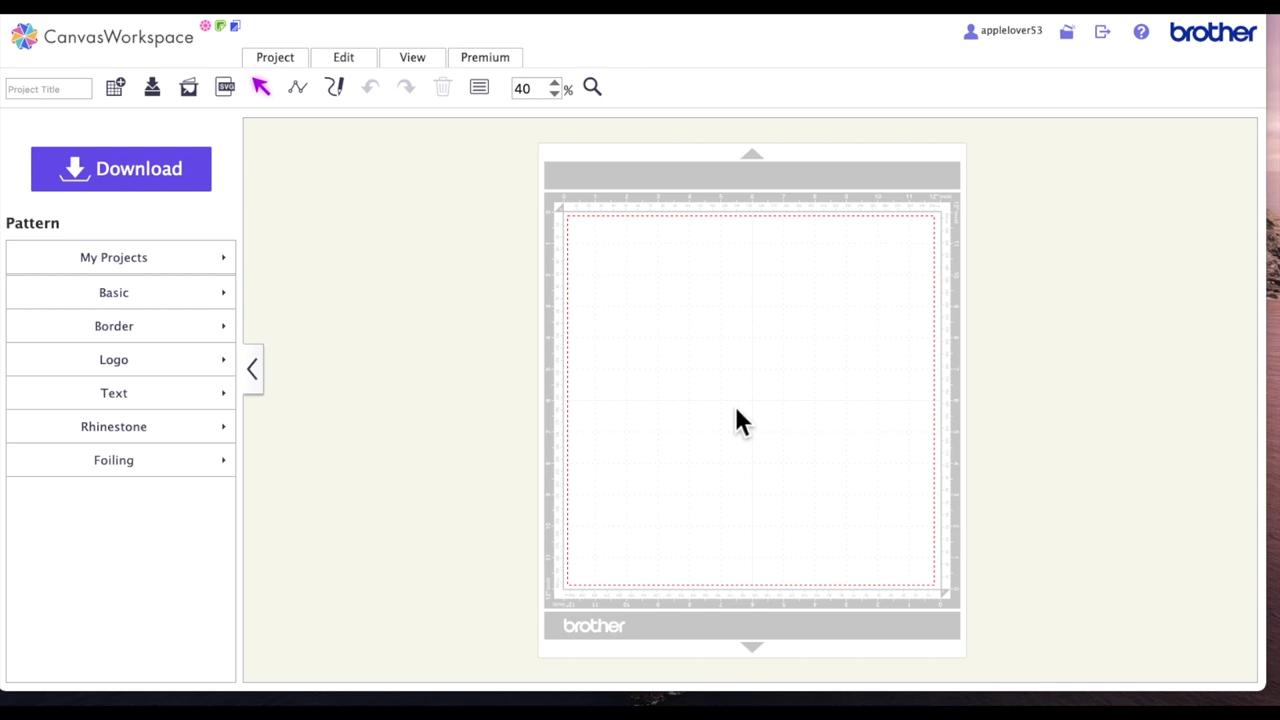 CanvasWorkspace
applelover53
brother
Project
Edit
View
Premium
Project Title
SVG
40
%
Download
Pattern
My Projects
Basic
Border
Logo
Text
Rhinestone
Foiling
brother